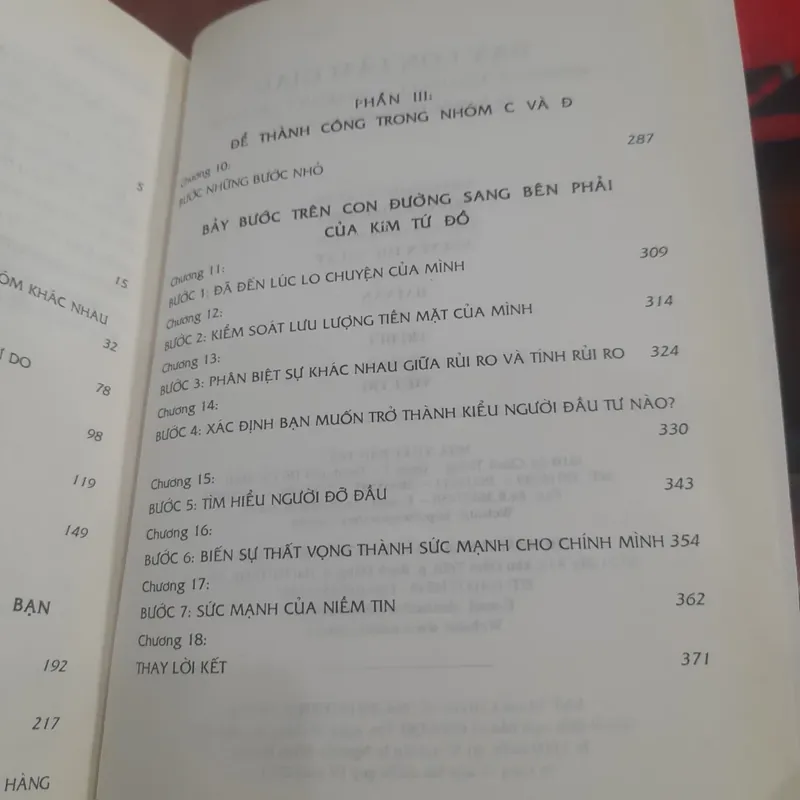 5
15
ÓM KHÁC NHAU
32
DO
78
98
119
149
BẠN
192
217
HÀNG
PHẦN III:
ĐỂ THÀNH CÔNG TRONG NHÓM C VÀ Đ
Chương 10:
BƯỚC NHỮNG BƯỚC NHỎ 287
BẢY BƯỚC TRÊN CON ĐƯỜNG SANG BÊN PHẢI
CỦA KIM TỨ ĐỒ
Chương 11:
BƯỚC 1: ĐÃ ĐẾN LÚC LO CHUYỆN CỦA MÌNH 309
Chương 12:
BƯỚC 2: KIỂM SOÁT LƯU LƯỢNG TIỀN MẶT CỦA MÌNH 314
Chương 13:
BƯỚC 3: PHÂN BIỆT SỰ KHÁC NHAU GIỮA RỦI RO VÀ TÍNH RỦI RO 324
Chương 14:
BƯỚC 4: XÁC ĐỊNH BẠN MUỐN TRỞ THÀNH KIỂU NGƯỜI ĐẦU TƯ NÀO?
330
Chương 15:
BƯỚC 5: TÌM HIỂU NGƯỜI ĐỠ ĐẦU 343
Chương 16:
BƯỚC 6: BIẾN SỰ THẤT VỌNG THÀNH SỨC MẠNH CHO CHÍNH MÌNH 354
Chương 17:
BƯỚC 7: SỨC MẠNH CỦA NIỀM TIN 362
Chương 18:
THAY LỜI KẾT 371